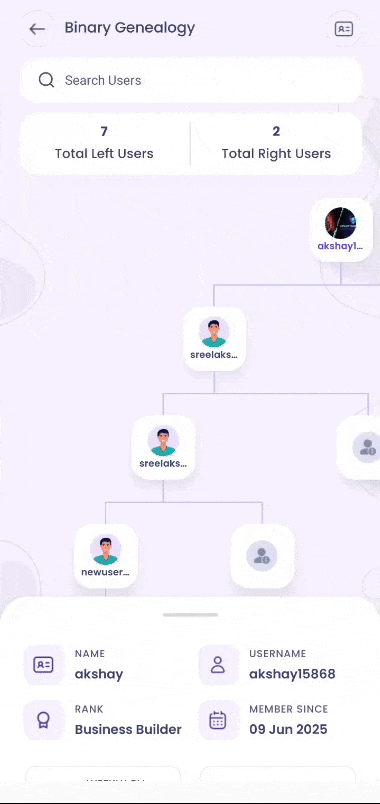 Binary Genealogy
Search Users
7
Total Left Users
2
Total Right Users
akshay1...
sreelaks...
sreelaks...
newuser...
NAME
akshay
USERNAME
akshay15868
RANK
Business Builder
MEMBER SINCE
09 Jun 2025